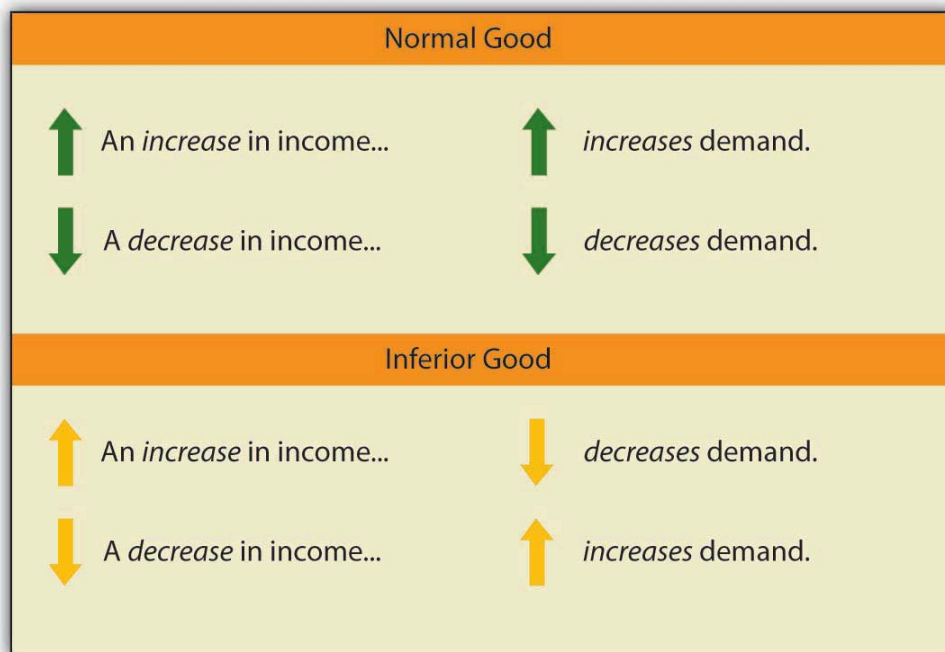 Normal Good
An increase in income... increases demand.
A decrease in income... decreases demand.
Inferior Good
An increase in income... decreases demand.
A decrease in income... increases demand.